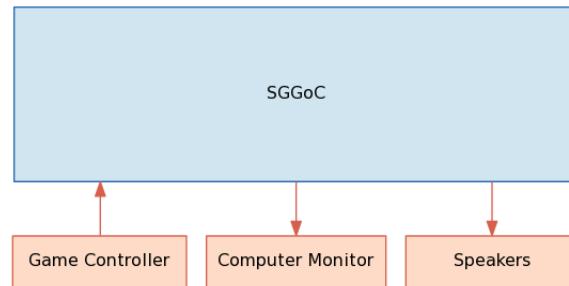 SGGoC
Game Controller
Computer Monitor
Speakers